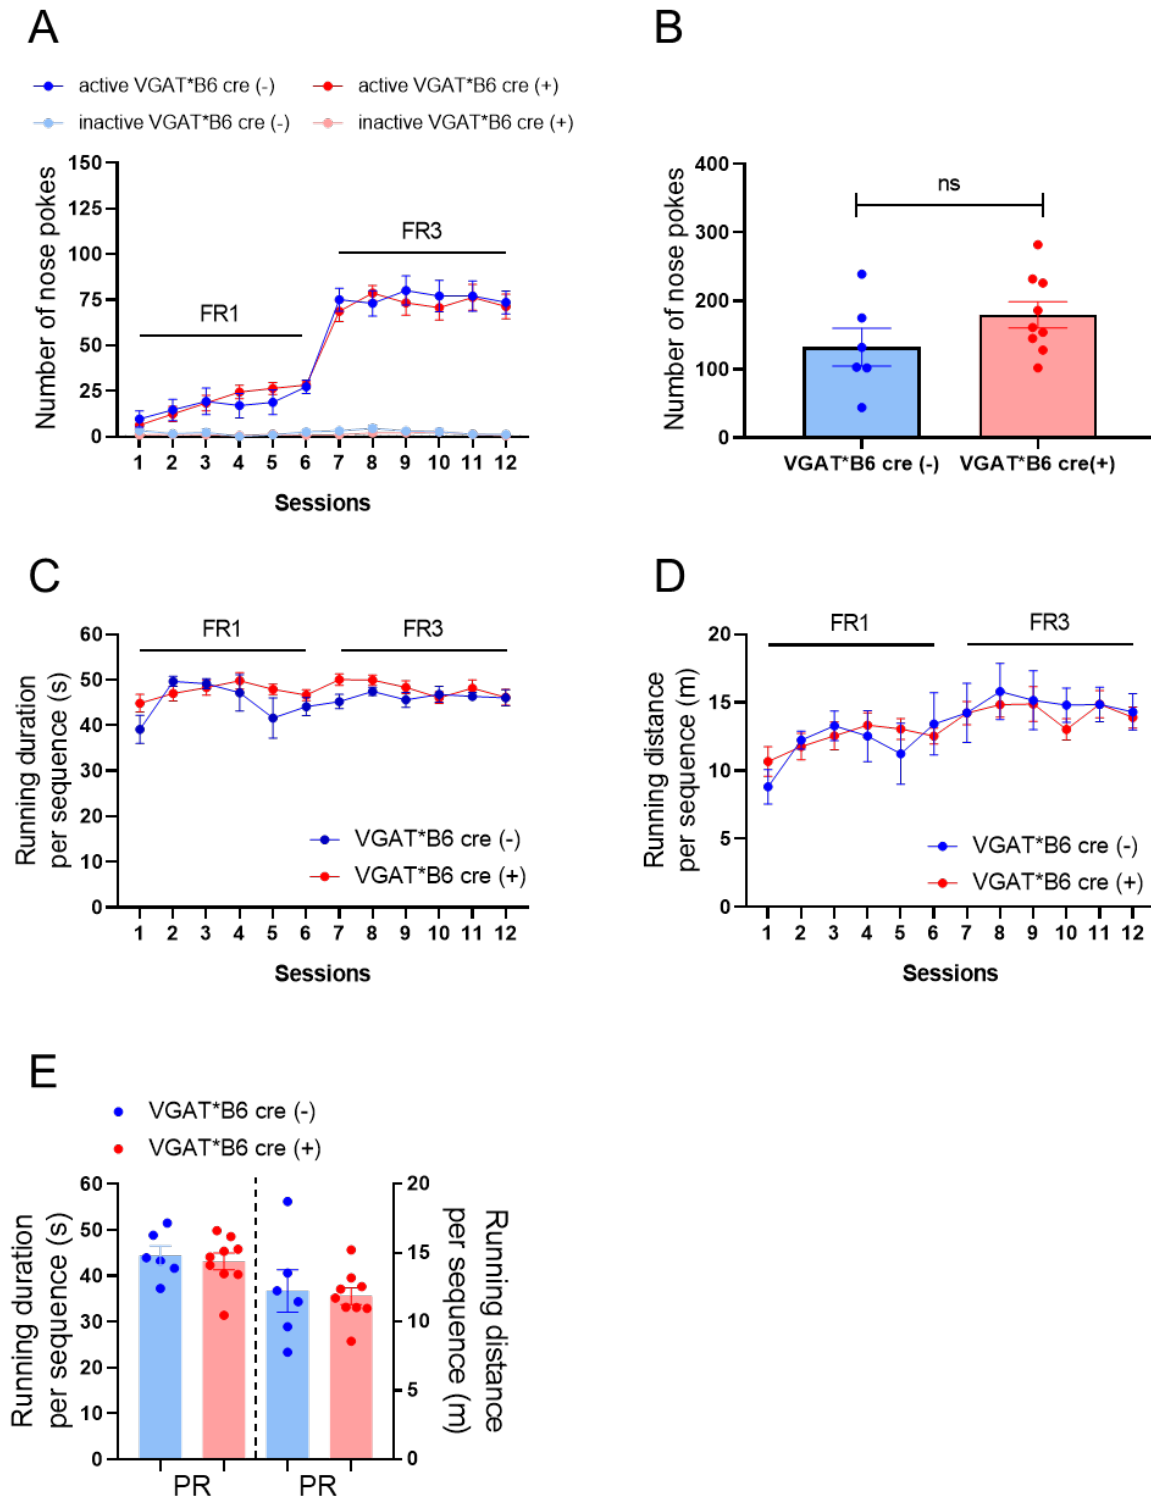 A
active VGAT*B6 cre (-)
active VGAT*B6 cre (+)
inactive VGAT*B6 cre (-)
inactive VGAT*B6 cre (+)
Number of nose pokes
150
100
75
50
25
0
FR1
FR3
1 2 3 4 5 6 7 8 9 10 11 12
Sessions
B
Number of nose pokes
400
300
200
100
0
ns
VGAT*B6 cre (-)
VGAT*B6 cre(+)
C
Running duration
per sequence (s)
60
50
40
30
20
10
0
FR1
FR3
VGAT*B6 cre (-)
VGAT*B6 cre (+)
1 2 3 4 5 6 7 8 9 10 11 12
Sessions
D
Running distance
per sequence (m)
20
15
10
5
0
FR1
FR3
VGAT*B6 cre (-)
VGAT*B6 cre (+)
1 2 3 4 5 6 7 8 9 10 11 12
Sessions
E
VGAT*B6 cre (-)
VGAT*B6 cre (+)
Running duration
per sequence (s)
60
50
40
30
20
10
0
PR
PR
20
15
10
5
0
Running distance
per sequence (m)